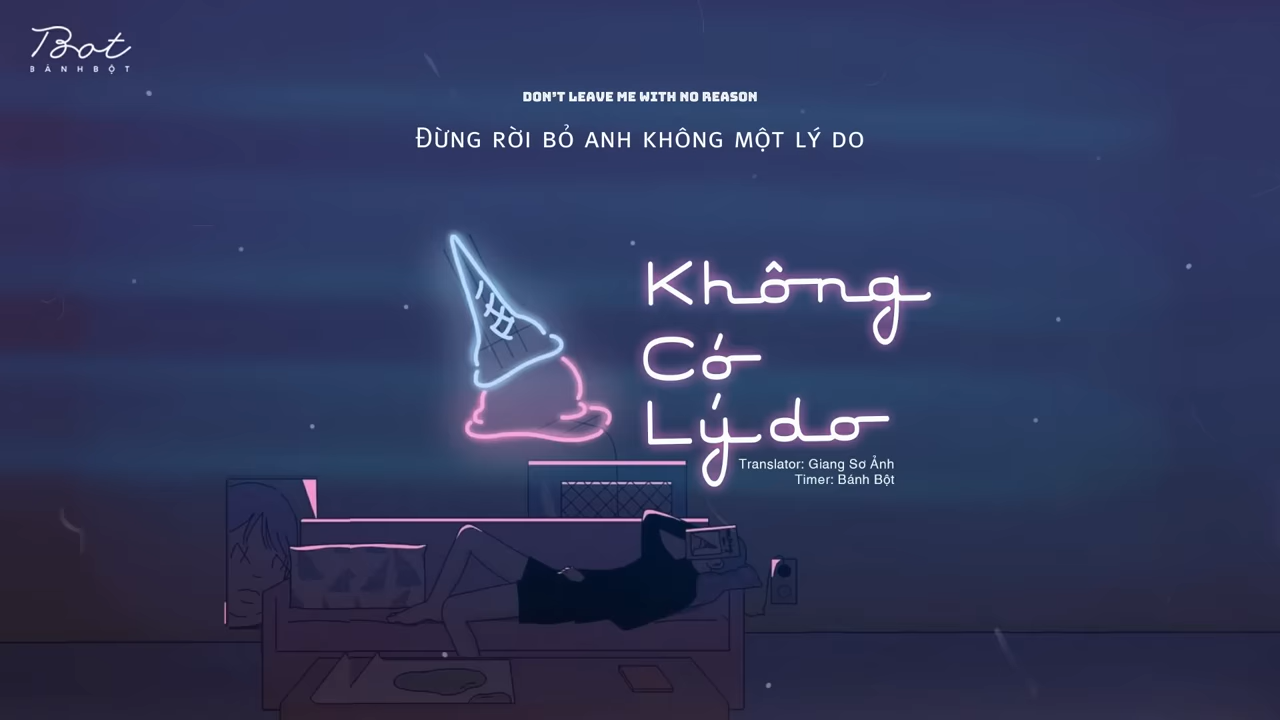 Bot
BÁNH BỘT
DON'T LEAVE ME WITH NO REASON
ĐỪNG RỜI BỎ ANH KHÔNG MỘT LÝ DO
Không
Có
Lý do
Translator: Giang Sơ Ảnh
Timer: Bánh Bột